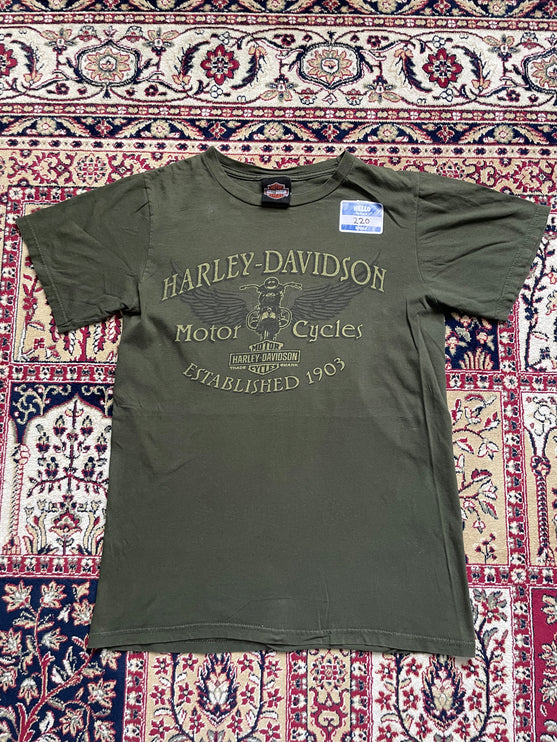 HELLO
220
HARLEY-DAVIDSON
Motor Cycles
MOTOR
HARLEY-DAVIDSON
TRADE MARK
CYCLES
ESTABLISHED 1903